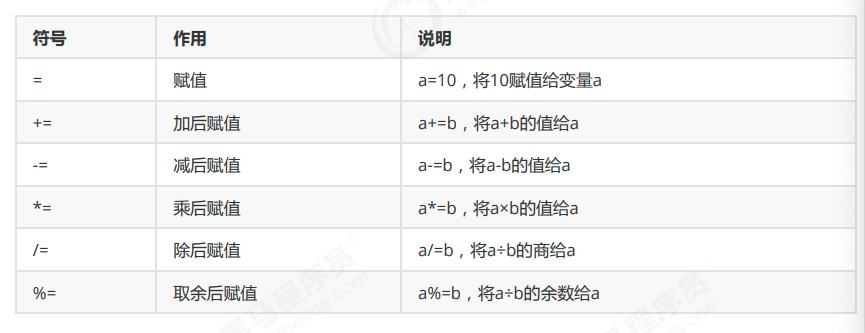 符号 作用 说明
= 赋值 a=10，将10赋值给变量a
+= 加后赋值 a+=b，将a+b的值给a
-= 减后赋值 a-=b，将a-b的值给a
*= 乘后赋值 a*=b，将a×b的值给a
/= 除后赋值 a/=b，将a÷b的商给a
%= 取余后赋值 a%=b，将a÷b的余数给a